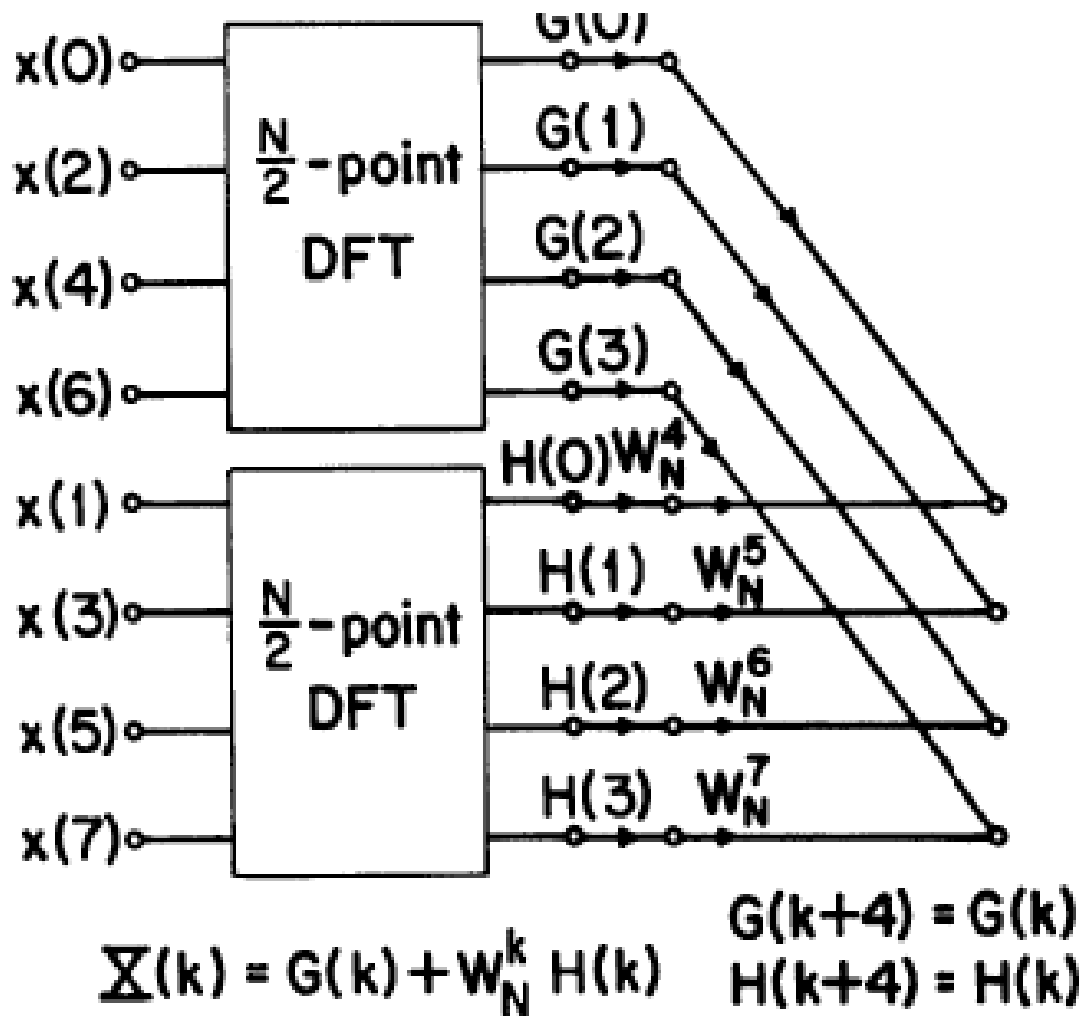 x(0)
x(2)
x(4)
x(6)
N/2-point
DFT
G(0)
G(1)
G(2)
G(3)
x(1)
x(3)
x(5)
x(7)
N/2-point
DFT
H(0) W_N^4
H(1) W_N^5
H(2) W_N^6
H(3) W_N^7
X(k) = G(k) + W_N^k H(k)
G(k+4) = G(k)
H(k+4) = H(k)